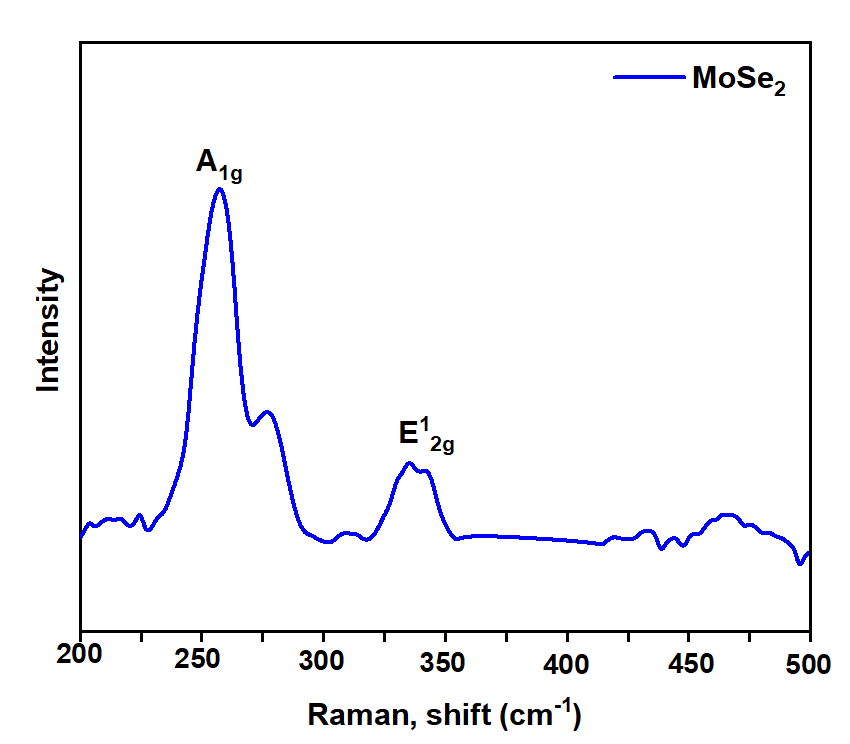 MoSe₂
A₁g
E¹₂g
Intensity
200 250 300 350 400 450 500
Raman, shift (cm⁻¹)